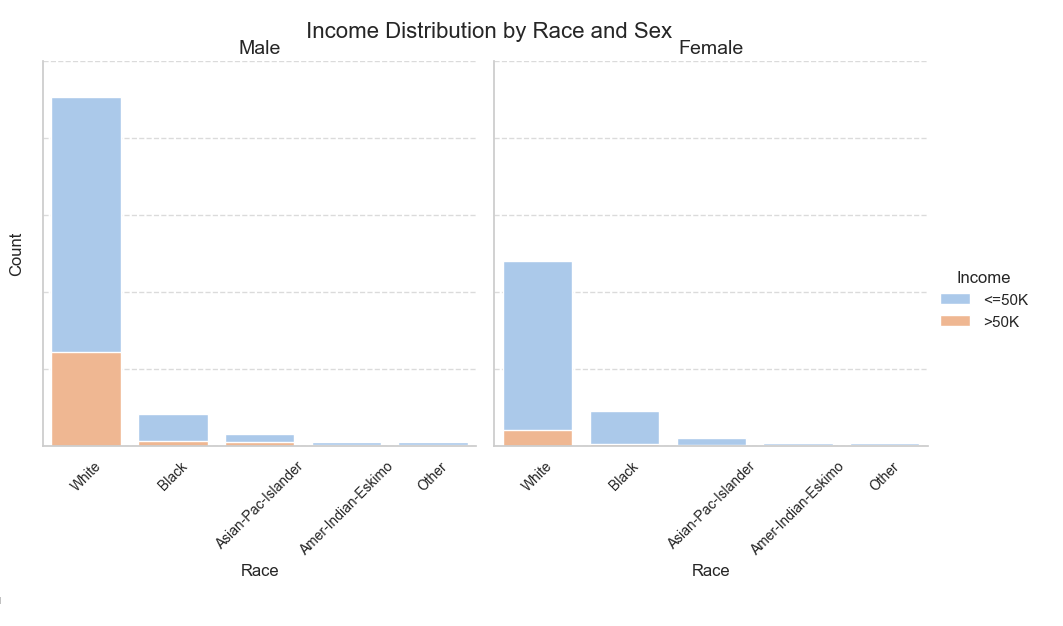 Income Distribution by Race and Sex
Male
Female
Count
Income
<=50K
>50K
White
Black
Asian-Pac-Islander
Amer-Indian-Eskimo
Other
White
Black
Asian-Pac-Islander
Amer-Indian-Eskimo
Other
Race
Race